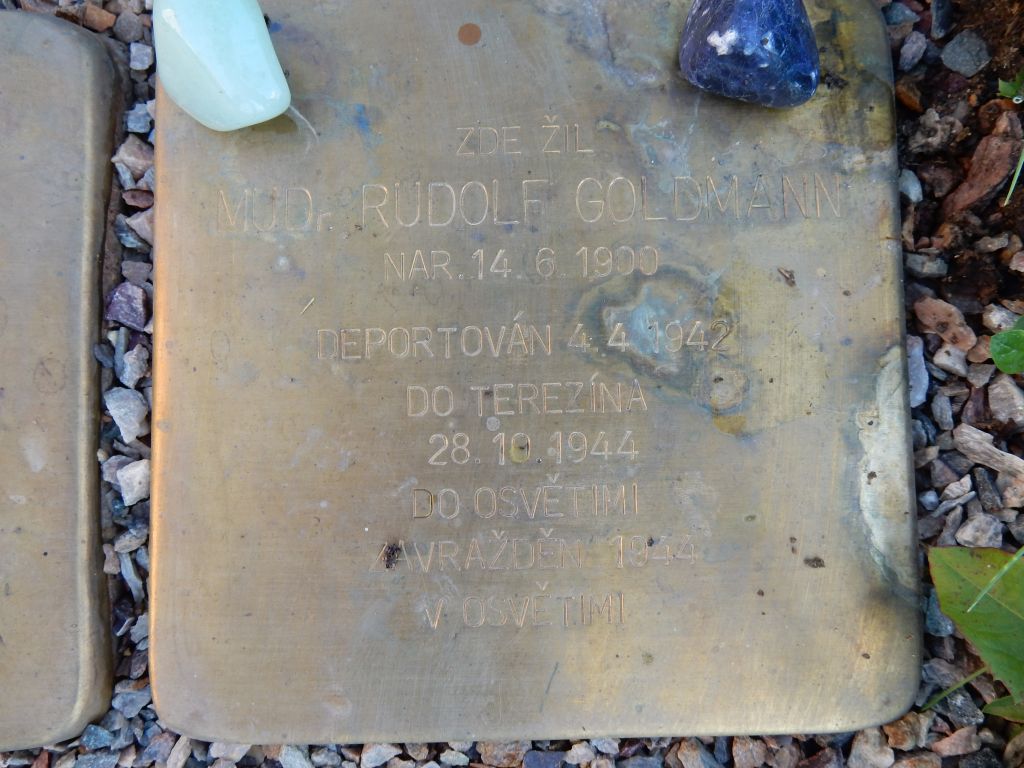 ZDE ŽIL
MUDr RUDOLF GOLDMANN
NAR. 14. 6. 1900
DEPORTOVÁN 4. 4. 1942
DO TEREZÍNA
28. 10. 1944
DO OSVĚTIMI
ZAVRAŽDĚN 1944
V OSVĚTIMI